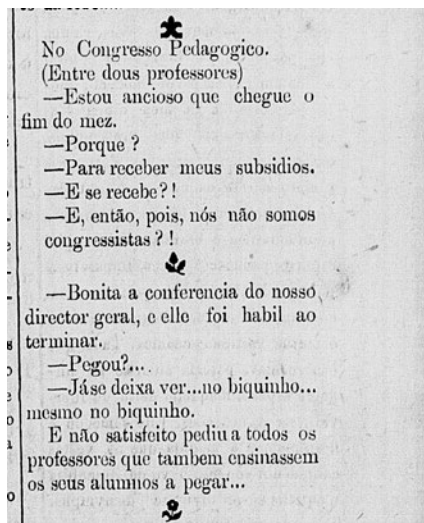 No Congresso Pedagogico.
(Entre dous professores)
—Estou ancioso que chegue o
fim do mez.
—Porque ?
—Para receber meus subsidios.
—E se recebe?!
—E, então, pois, nós não somos
congressistas ? !
—Bonita a conferencia do nosso
director geral, e elle foi habil ao
terminar.
—Pegou?...
—Jáse deixa ver...no biquinho...
mesmo no biquinho.
E não satisfeito pediu a todos os
professores que tambem ensinassem
os seus alumnos a pegar...